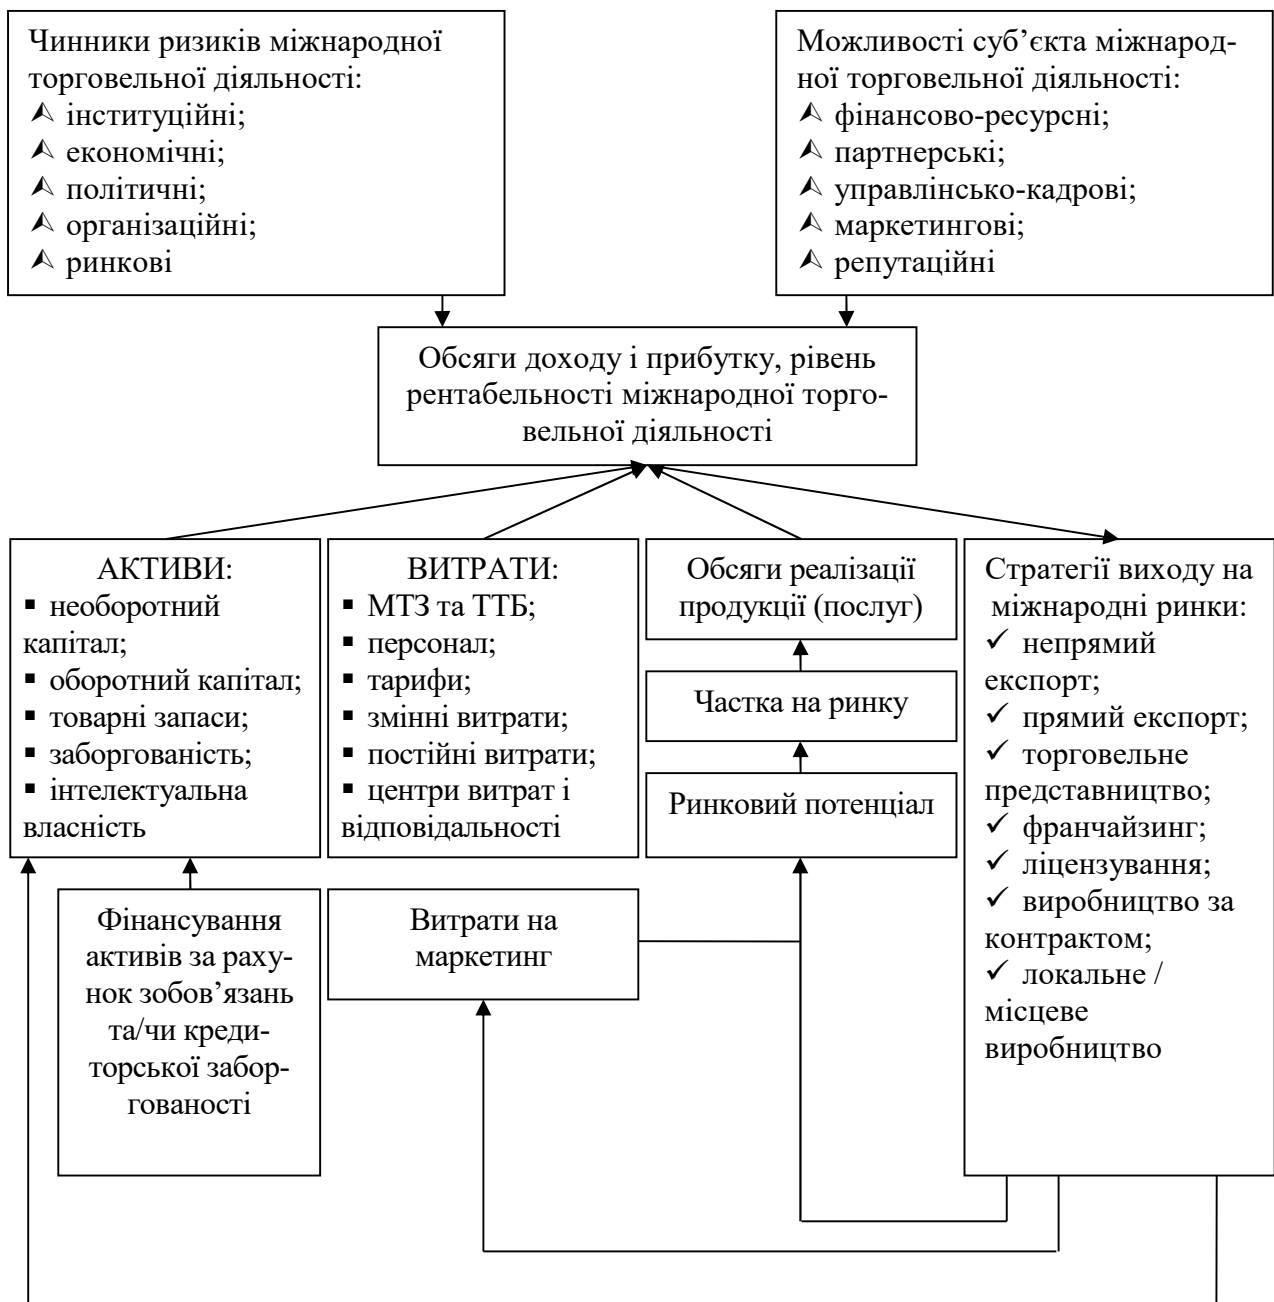 Чинники ризиків міжнародної
торговельної діяльності:
інституційні;
економічні;
політичні;
організаційні;
ринкові
Можливості суб’єкта міжнарод-
ної торговельної діяльності:
фінансово-ресурсні;
партнерські;
управлінсько-кадрові;
маркетингові;
репутаційні
Обсяги доходу і прибутку, рівень
рентабельності міжнародної торго-
вельної діяльності
АКТИВИ:
▪ необоротний
капітал;
▪ оборотний капітал;
▪ товарні запаси;
▪ заборгованість;
▪ інтелектуальна
власність
ВИТРАТИ:
▪ МТЗ та ТТБ;
▪ персонал;
▪ тарифи;
▪ змінні витрати;
▪ постійні витрати;
▪ центри витрат і
відповідальності
Обсяги реалізації
продукції (послуг)
Частка на ринку
Ринковий потенціал
Стратегії виходу на
міжнародні ринки:
✓ непрямий
експорт;
✓ прямий експорт;
✓ торговельне
представництво;
✓ франчайзинг;
✓ ліцензування;
✓ виробництво за
контрактом;
✓ локальне /
місцеве
виробництво
Фінансування
активів за раху-
нок зобов’язань
та/чи креди-
торської забор-
гованості
Витрати на
маркетинг